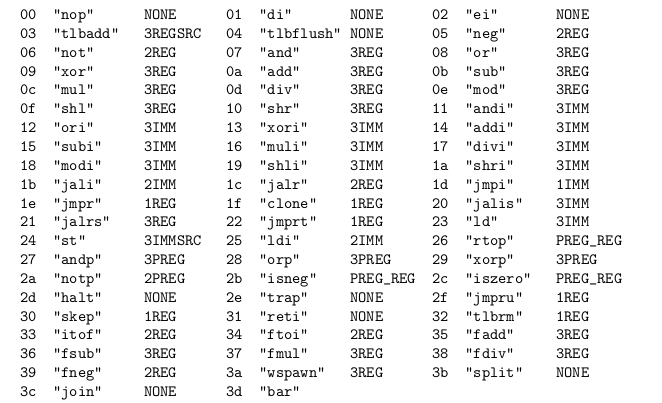 00 "nop" NONE 01 "di" NONE 02 "ei" NONE
03 "tlbadd" 3REGSRC 04 "tlbflush" NONE 05 "neg" 2REG
06 "not" 2REG 07 "and" 3REG 08 "or" 3REG
09 "xor" 3REG 0a "add" 3REG 0b "sub" 3REG
0c "mul" 3REG 0d "div" 3REG 0e "mod" 3REG
0f "shl" 3REG 10 "shr" 3REG 11 "andi" 3IMM
12 "ori" 3IMM 13 "xori" 3IMM 14 "addi" 3IMM
15 "subi" 3IMM 16 "muli" 3IMM 17 "divi" 3IMM
18 "modi" 3IMM 19 "shli" 3IMM 1a "shri" 3IMM
1b "jali" 2IMM 1c "jalr" 2REG 1d "jmpi" 1IMM
1e "jmpr" 1REG 1f "clone" 1REG 20 "jalis" 3IMM
21 "jalrs" 3REG 22 "jmprt" 1REG 23 "ld" 3IMM
24 "st" 3IMMSRC 25 "ldi" 2IMM 26 "rtop" PREG_REG
27 "andp" 3PREG 28 "orp" 3PREG 29 "xorp" 3PREG
2a "notp" 2PREG 2b "isneg" PREG_REG 2c "iszero" PREG_REG
2d "halt" NONE 2e "trap" NONE 2f "jmpru" 1REG
30 "skep" 1REG 31 "reti" NONE 32 "tlbrm" 1REG
33 "itof" 2REG 34 "ftoi" 2REG 35 "fadd" 3REG
36 "fsub" 3REG 37 "fmul" 3REG 38 "fdiv" 3REG
39 "fneg" 2REG 3a "wspawn" 3REG 3b "split" NONE
3c "join" NONE 3d "bar"